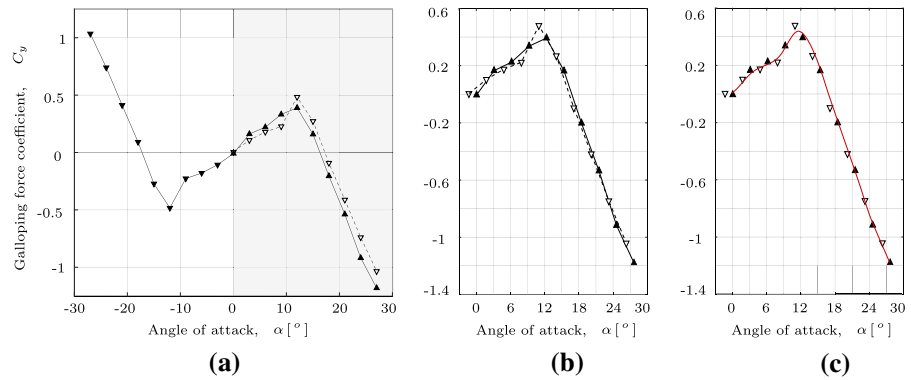 Galloping force coefficient, C_y
1
0.5
0
-0.5
-1
-30 -20 -10 0 10 20 30
Angle of attack, α [ ° ]
(a)
0.6
0.2
-0.2
-0.6
-1
-1.4
0 6 12 18 24 30
Angle of attack, α [ ° ]
(b)
0.6
0.2
-0.2
-0.6
-1
-1.4
0 6 12 18 24 30
Angle of attack, α [ ° ]
(c)